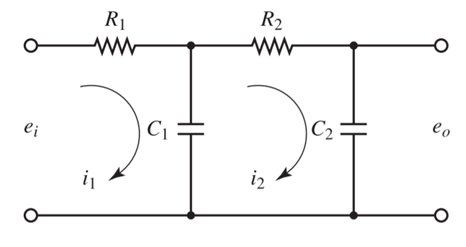 R₁ R₂
eᵢ C₁ C₂ eₒ
i₁ i₂